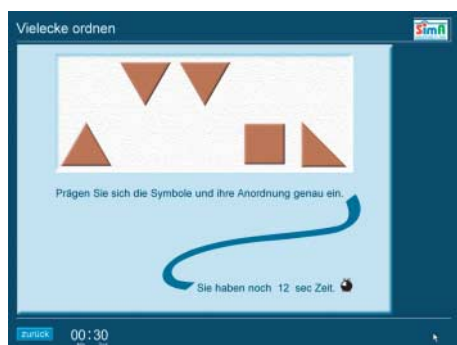 Vielecke ordnen
SimA
Prägen Sie sich die Symbole und ihre Anordnung genau ein.
Sie haben noch 12 sec Zeit.
zurück 00:30